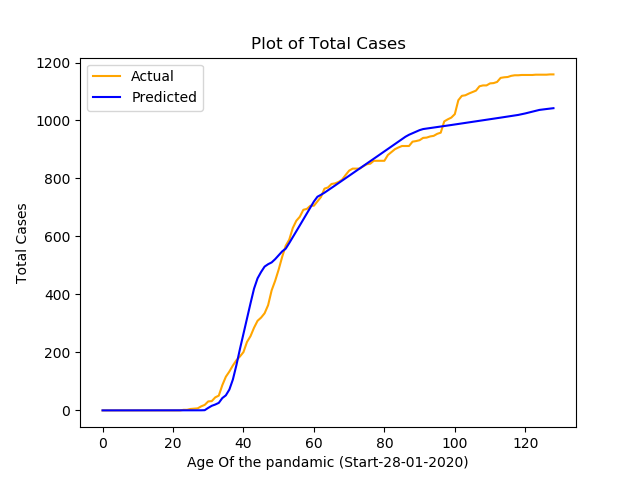 Plot of Total Cases
Actual
Predicted
1200
1000
800
600
400
200
0
Total Cases
0 20 40 60 80 100 120
Age Of the pandamic (Start-28-01-2020)